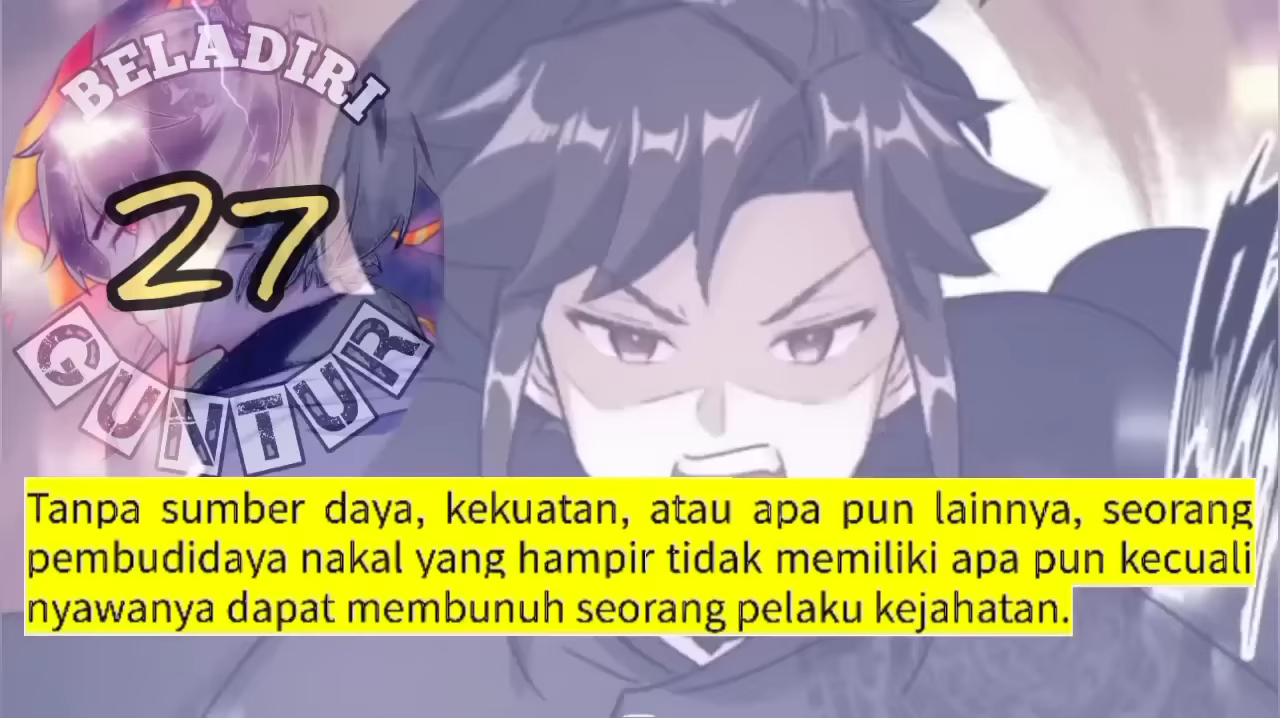 BELADIRI
27
GUNTUR
Tanpa sumber daya, kekuatan, atau apa pun lainnya, seorang
pembudidaya nakal yang hampir tidak memiliki apa pun kecuali
nyawanya dapat membunuh seorang pelaku kejahatan.